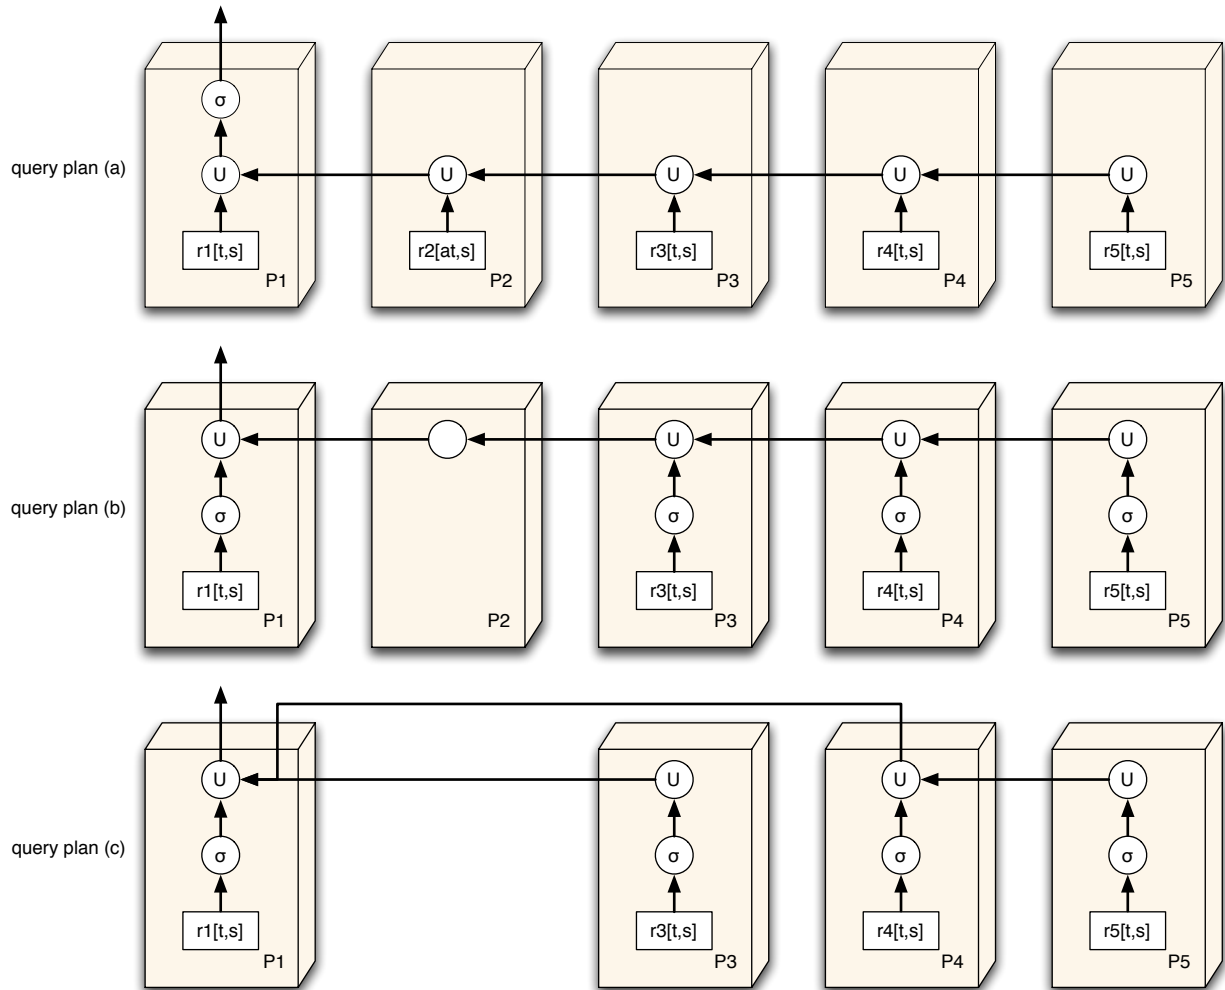 σ
query plan (a)
U U U U U
r1[t,s] r2[at,s] r3[t,s] r4[t,s] r5[t,s]
P1 P2 P3 P4 P5
U U U U
query plan (b)
σ σ σ σ
r1[t,s] r3[t,s] r4[t,s] r5[t,s]
P1 P2 P3 P4 P5
U U U U
query plan (c)
σ σ σ σ
r1[t,s] r3[t,s] r4[t,s] r5[t,s]
P1 P3 P4 P5